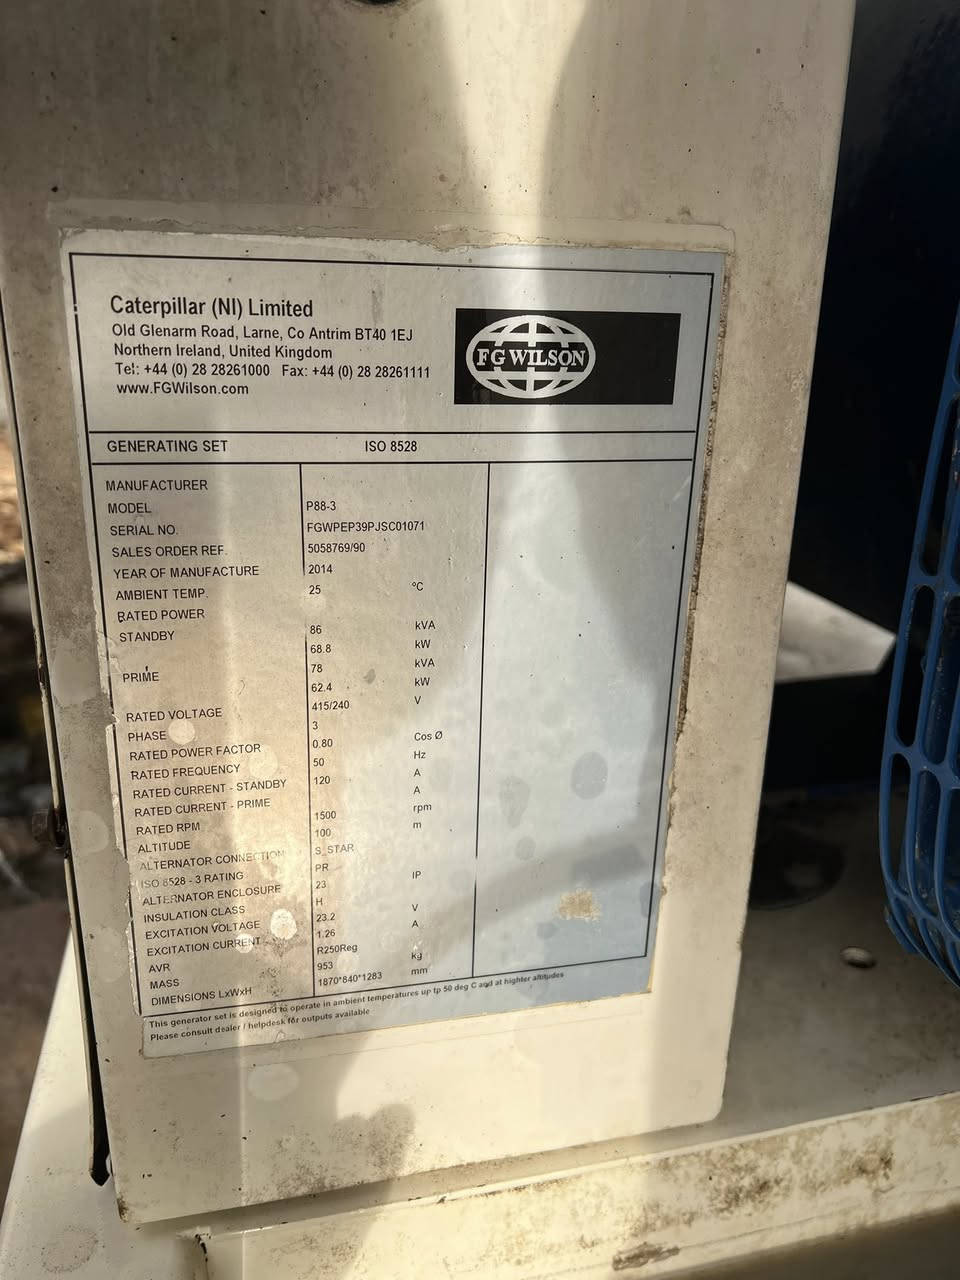 Caterpillar (NI) Limited
Old Glenarm Road, Larne, Co Antrim BT40 1EJ
Northern Ireland, United Kingdom
Tel: +44 (0) 28 28261000 Fax: +44 (0) 28 28261111
www.FGWilson.com
FG WILSON
GENERATING SET ISO 8528
MANUFACTURER
MODEL P88-3
SERIAL NO. FGWPEP39PJSC01071
SALES ORDER REF. 5058769/90
YEAR OF MANUFACTURE 2014
AMBIENT TEMP. 25 °C
RATED POWER
STANDBY 86 kVA
68.8 kW
PRIME 78 kVA
62.4 kW
RATED VOLTAGE 415/240 V
PHASE 3
RATED POWER FACTOR 0.80 Cos Ø
RATED FREQUENCY 50 Hz
RATED CURRENT - STANDBY 120 A
RATED CURRENT - PRIME A
RATED RPM 1500 rpm
ALTITUDE 100 m
ALTERNATOR CONNECTION S_STAR
ISO 8528 - 3 RATING PR
ALTERNATOR ENCLOSURE 23 IP
INSULATION CLASS H
EXCITATION VOLTAGE 23.2 V
EXCITATION CURRENT 1.26 A
AVR R250Reg
MASS 953 kg
DIMENSIONS LxWxH 1870*840*1283 mm
This generator set is designed to operate in ambient temperatures up tp 50 deg C and at highter altitudes
Please consult dealer / helpdesk for outputs available